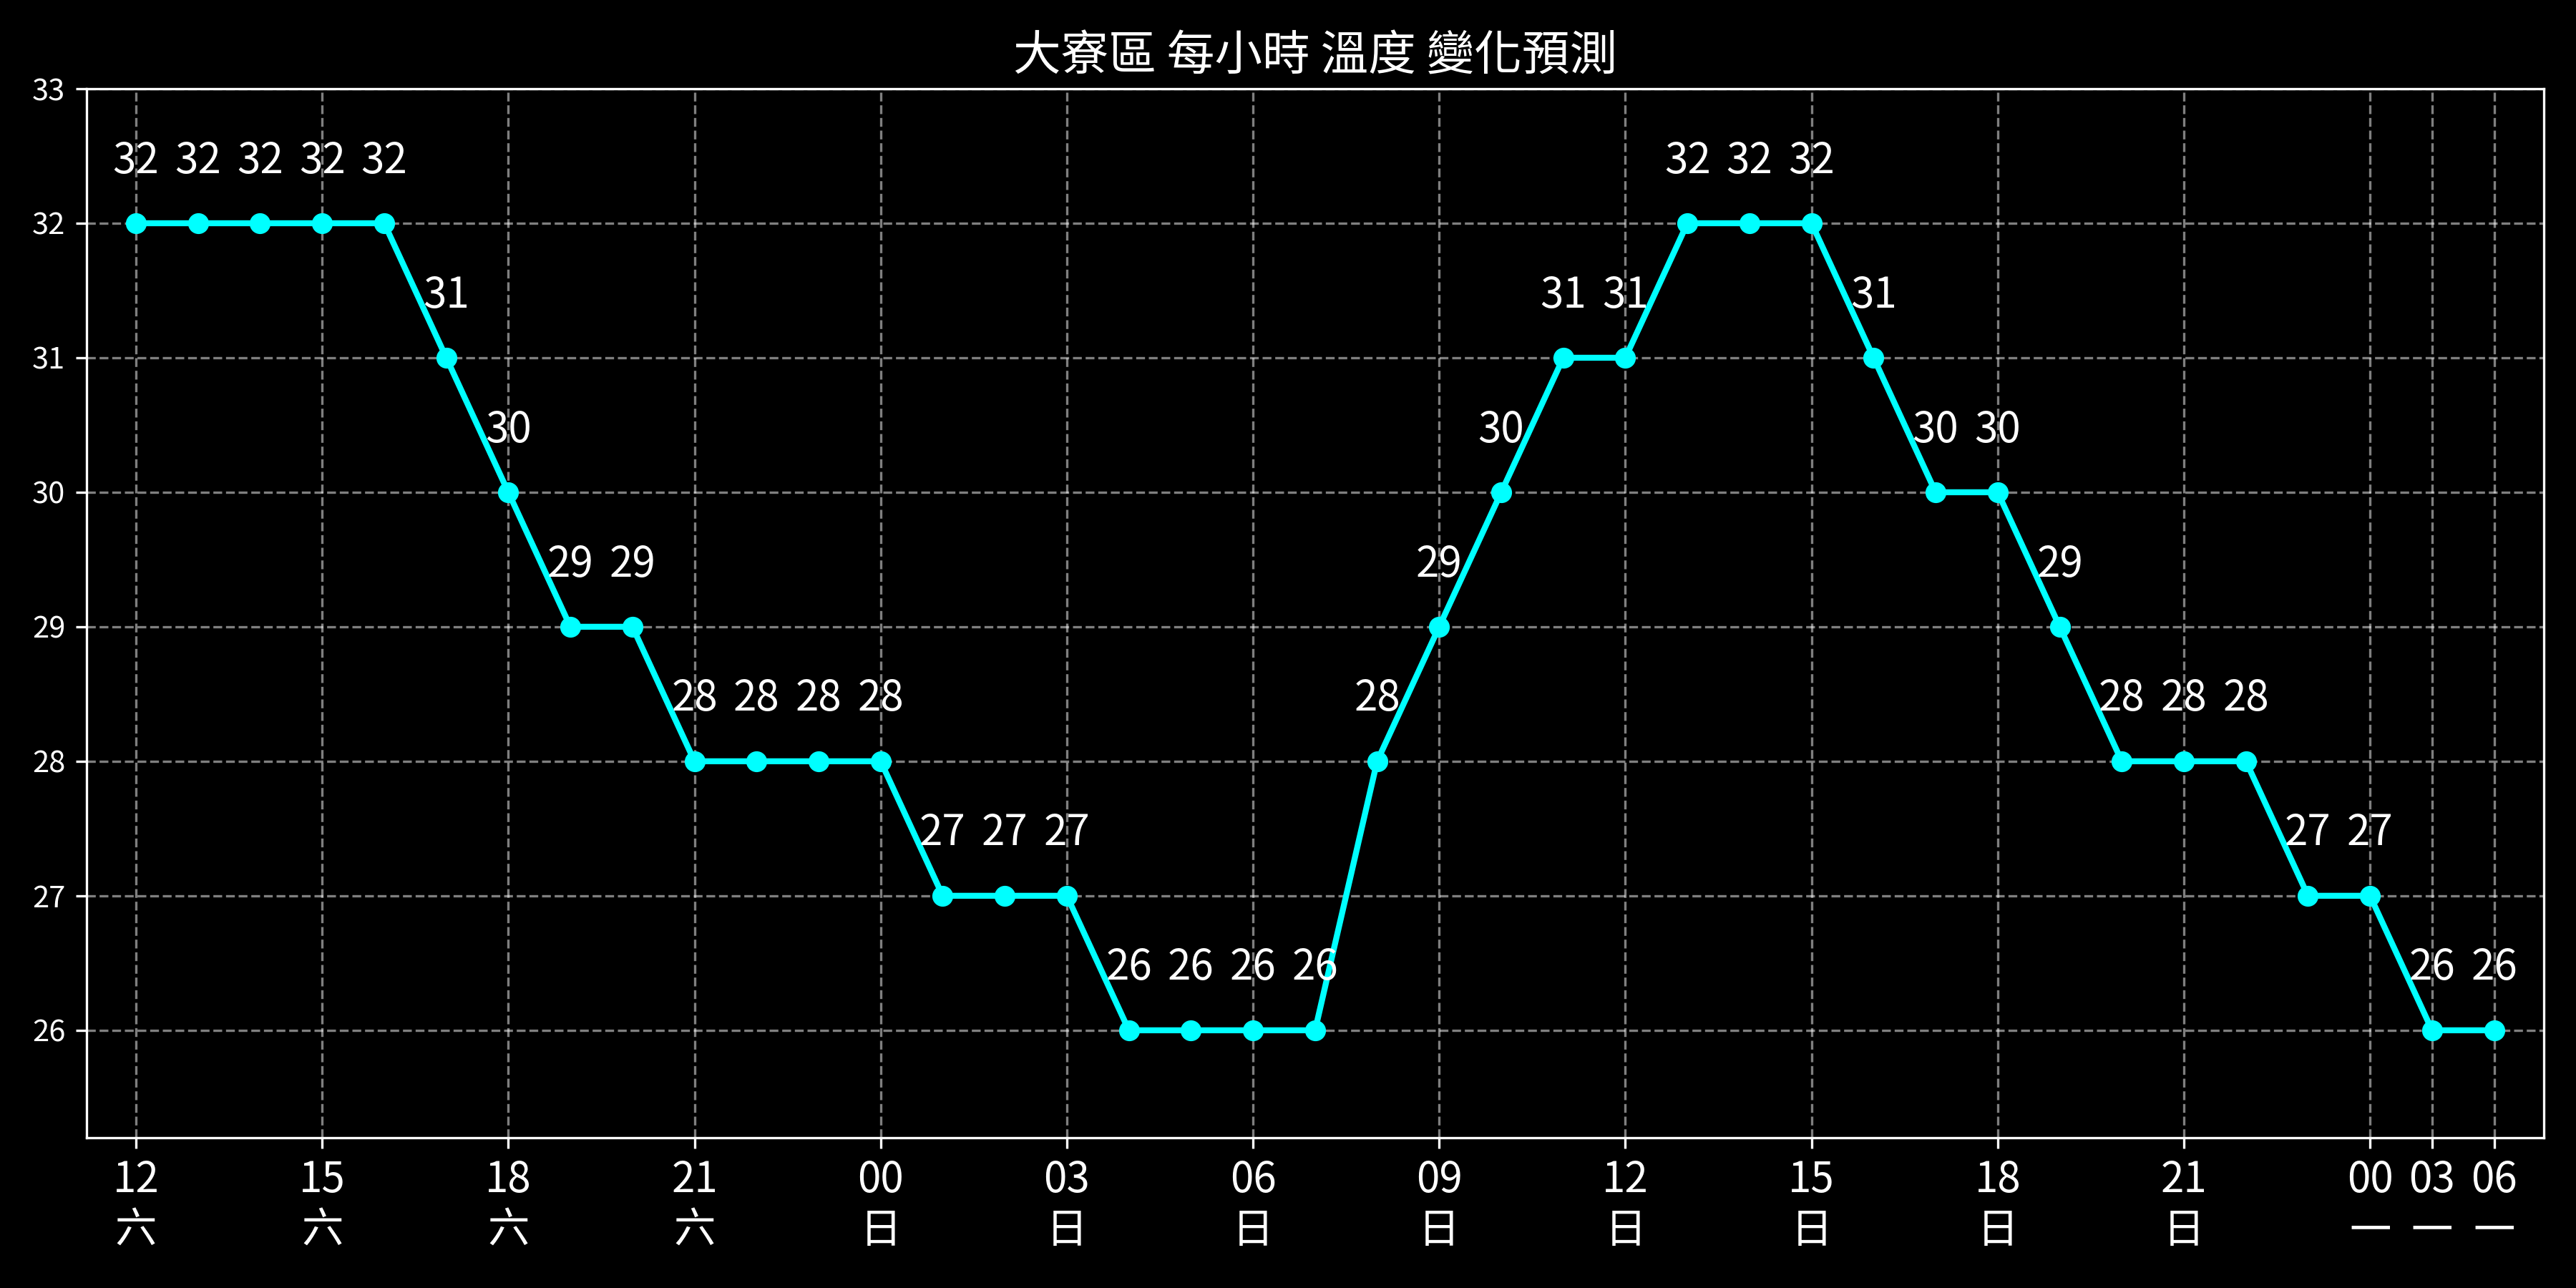 大寮區 每小時 溫度 變化預測
33
32 32 32 32 32 32 32 32
32
31 31 31 31
31
30 30 30 30
30
29 29 29 29
29
28 28 28 28 28 28 28 28
28
27 27 27 27 27
27
26 26 26 26 26 26
26
12 15 18 21 00 03 06 09 12 15 18 21 00 03 06
六 六 六 六 日 日 日 日 日 日 日 日 一 一 一